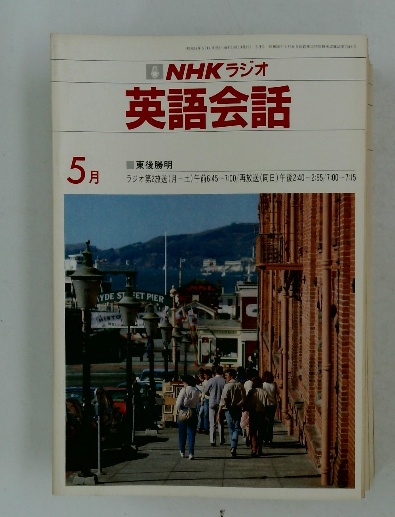 NHKラジオ
英語会話
5月
■東後勝明
ラジオ第2放送(月-土)午前6:45-7:00/再放送(同日)午後2:40-2:55/7:00-7:15
HYDE STREET PIER